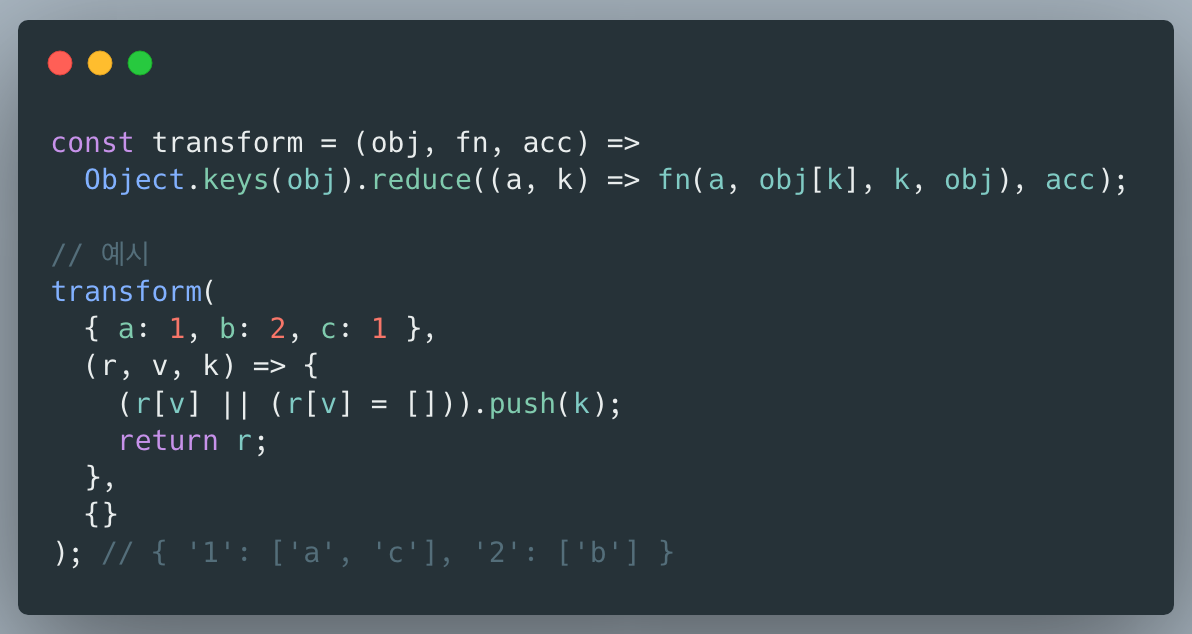 const transform = (obj, fn, acc) =>
  Object.keys(obj).reduce((a, k) => fn(a, obj[k], k, obj), acc);

// 예시
transform(
  { a: 1, b: 2, c: 1 },
  (r, v, k) => {
    (r[v] || (r[v] = [])).push(k);
    return r;
  },
  {}
); // { '1': ['a', 'c'], '2': ['b'] }